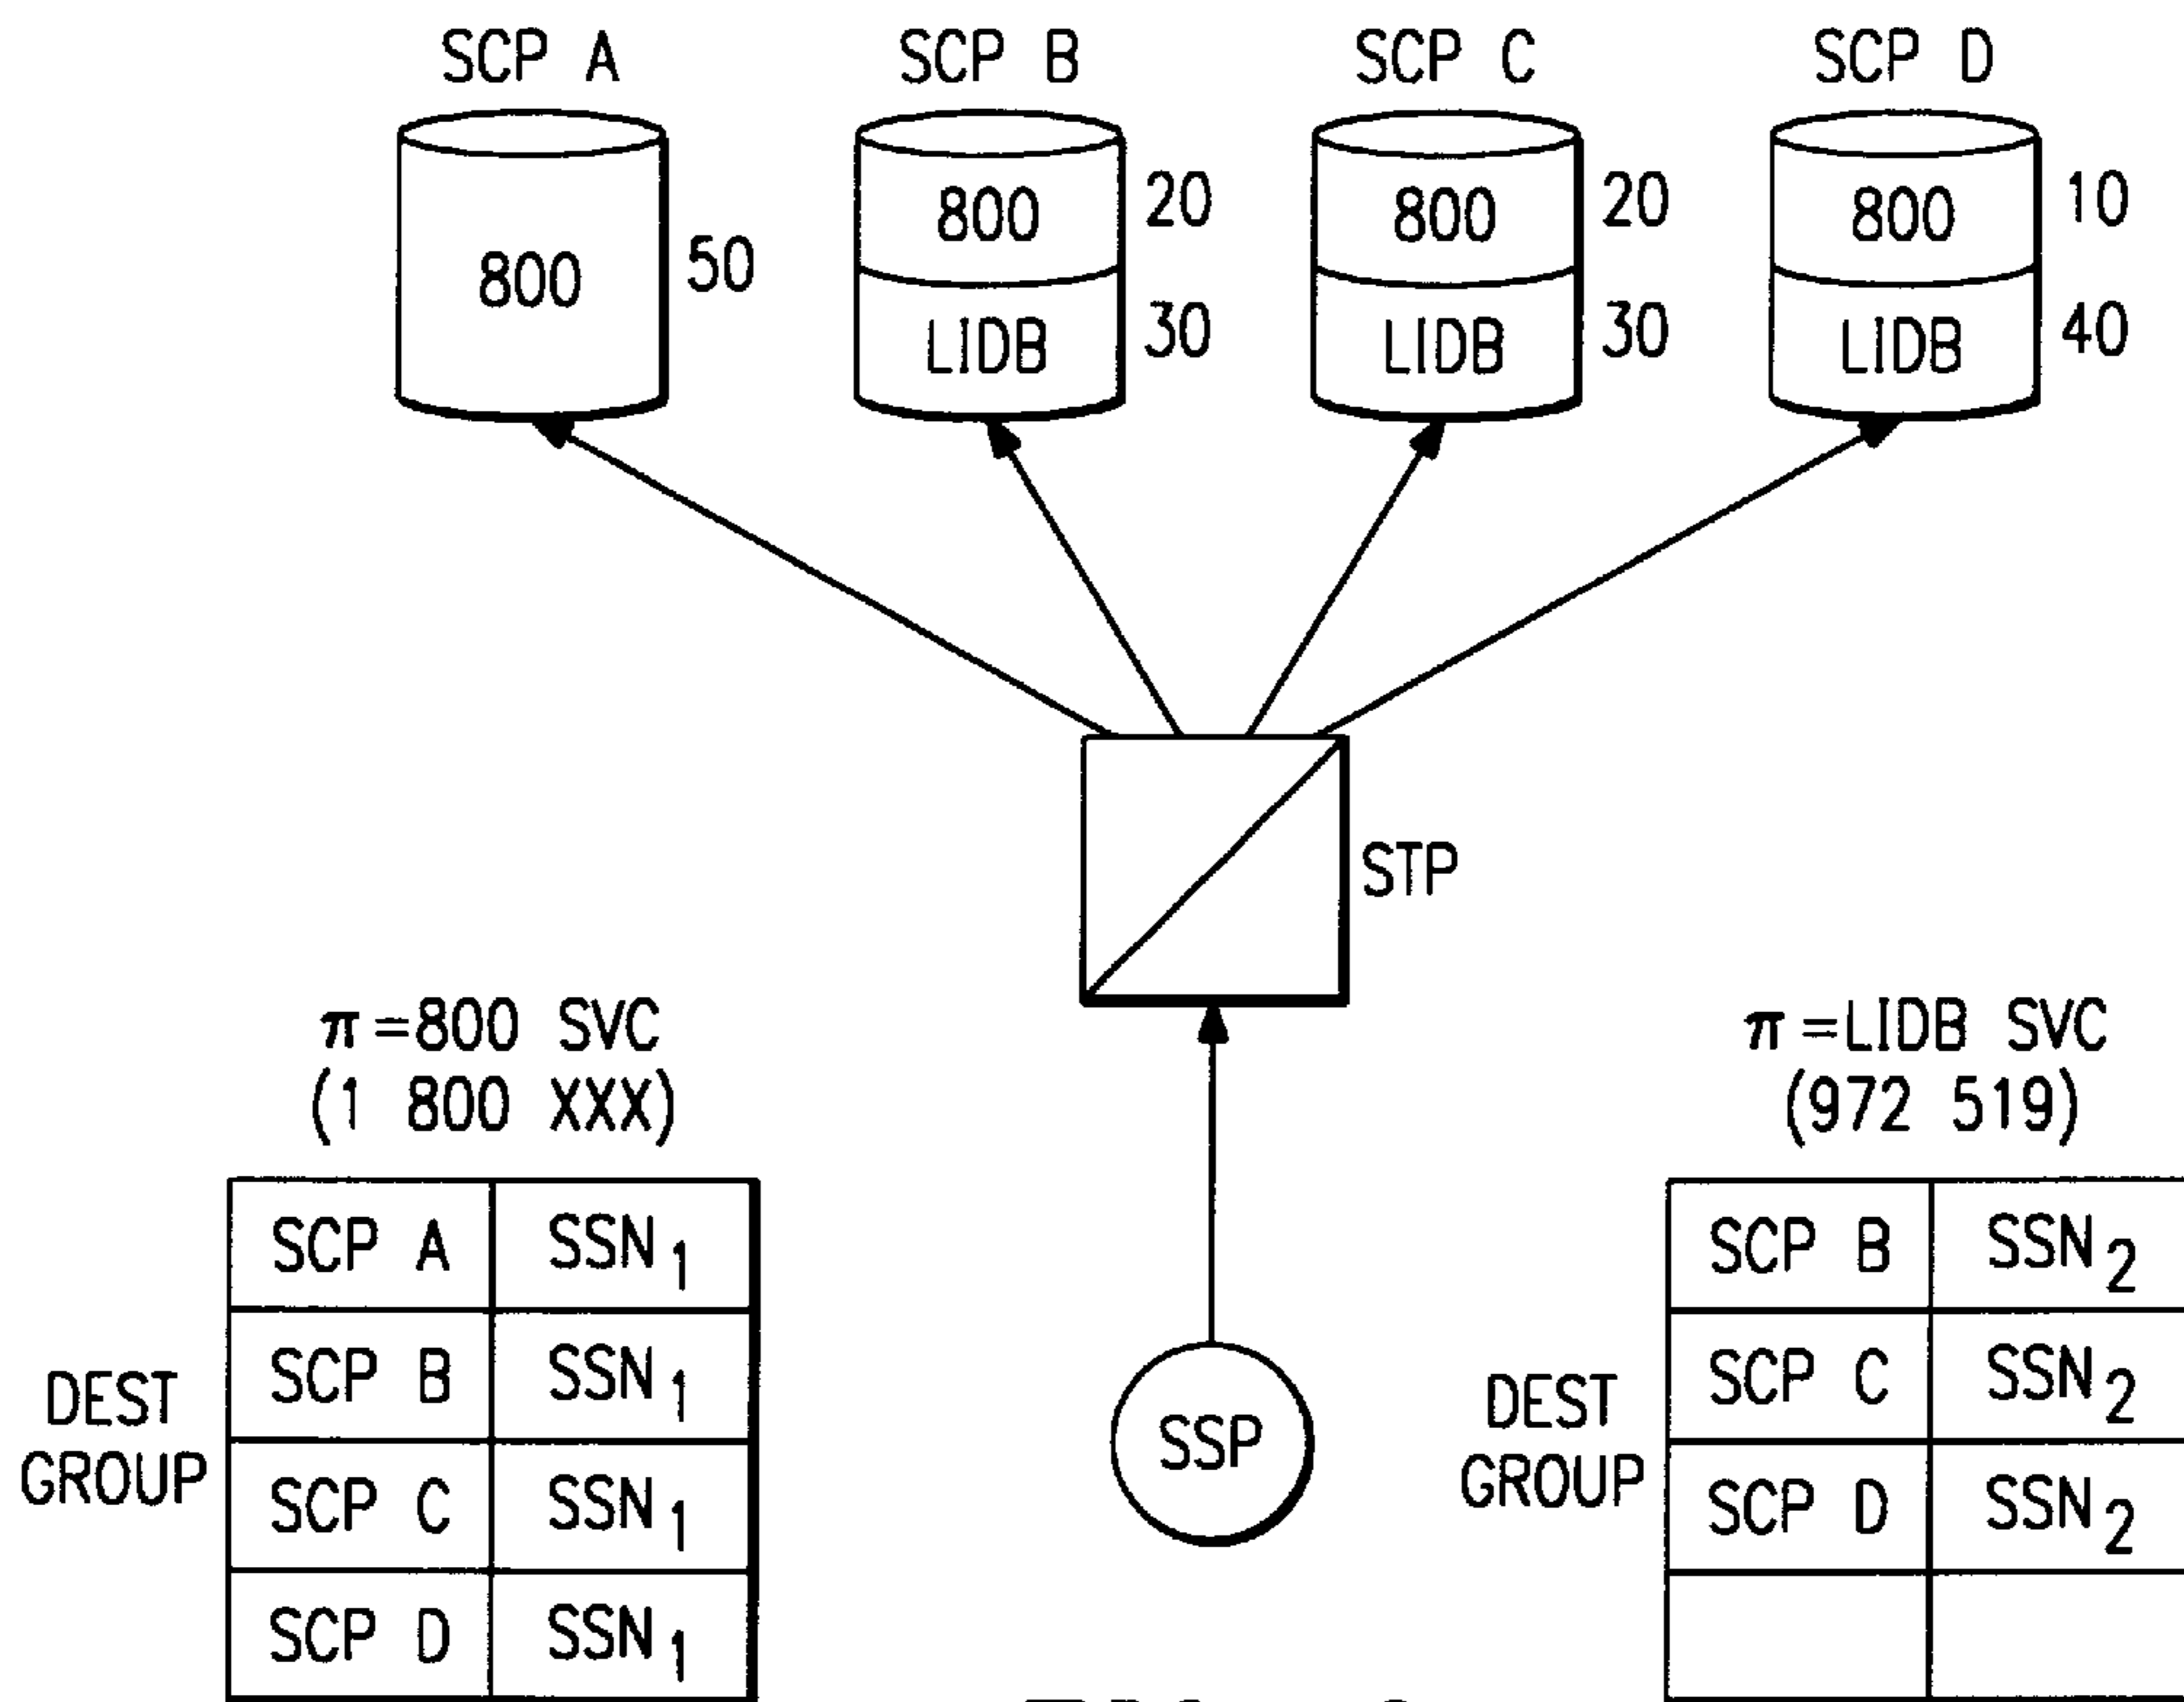 SCP A
SCP B
SCP C
SCP D
800
50
800
20
LIDB
30
800
20
LIDB
30
800
10
LIDB
40
STP
SSP
π=800 SVC
(1 800 XXX)
DEST
GROUP
SCP A SSN1
SCP B SSN1
SCP C SSN1
SCP D SSN1
π=LIDB SVC
(972 519)
DEST
GROUP
SCP B SSN2
SCP C SSN2
SCP D SSN2